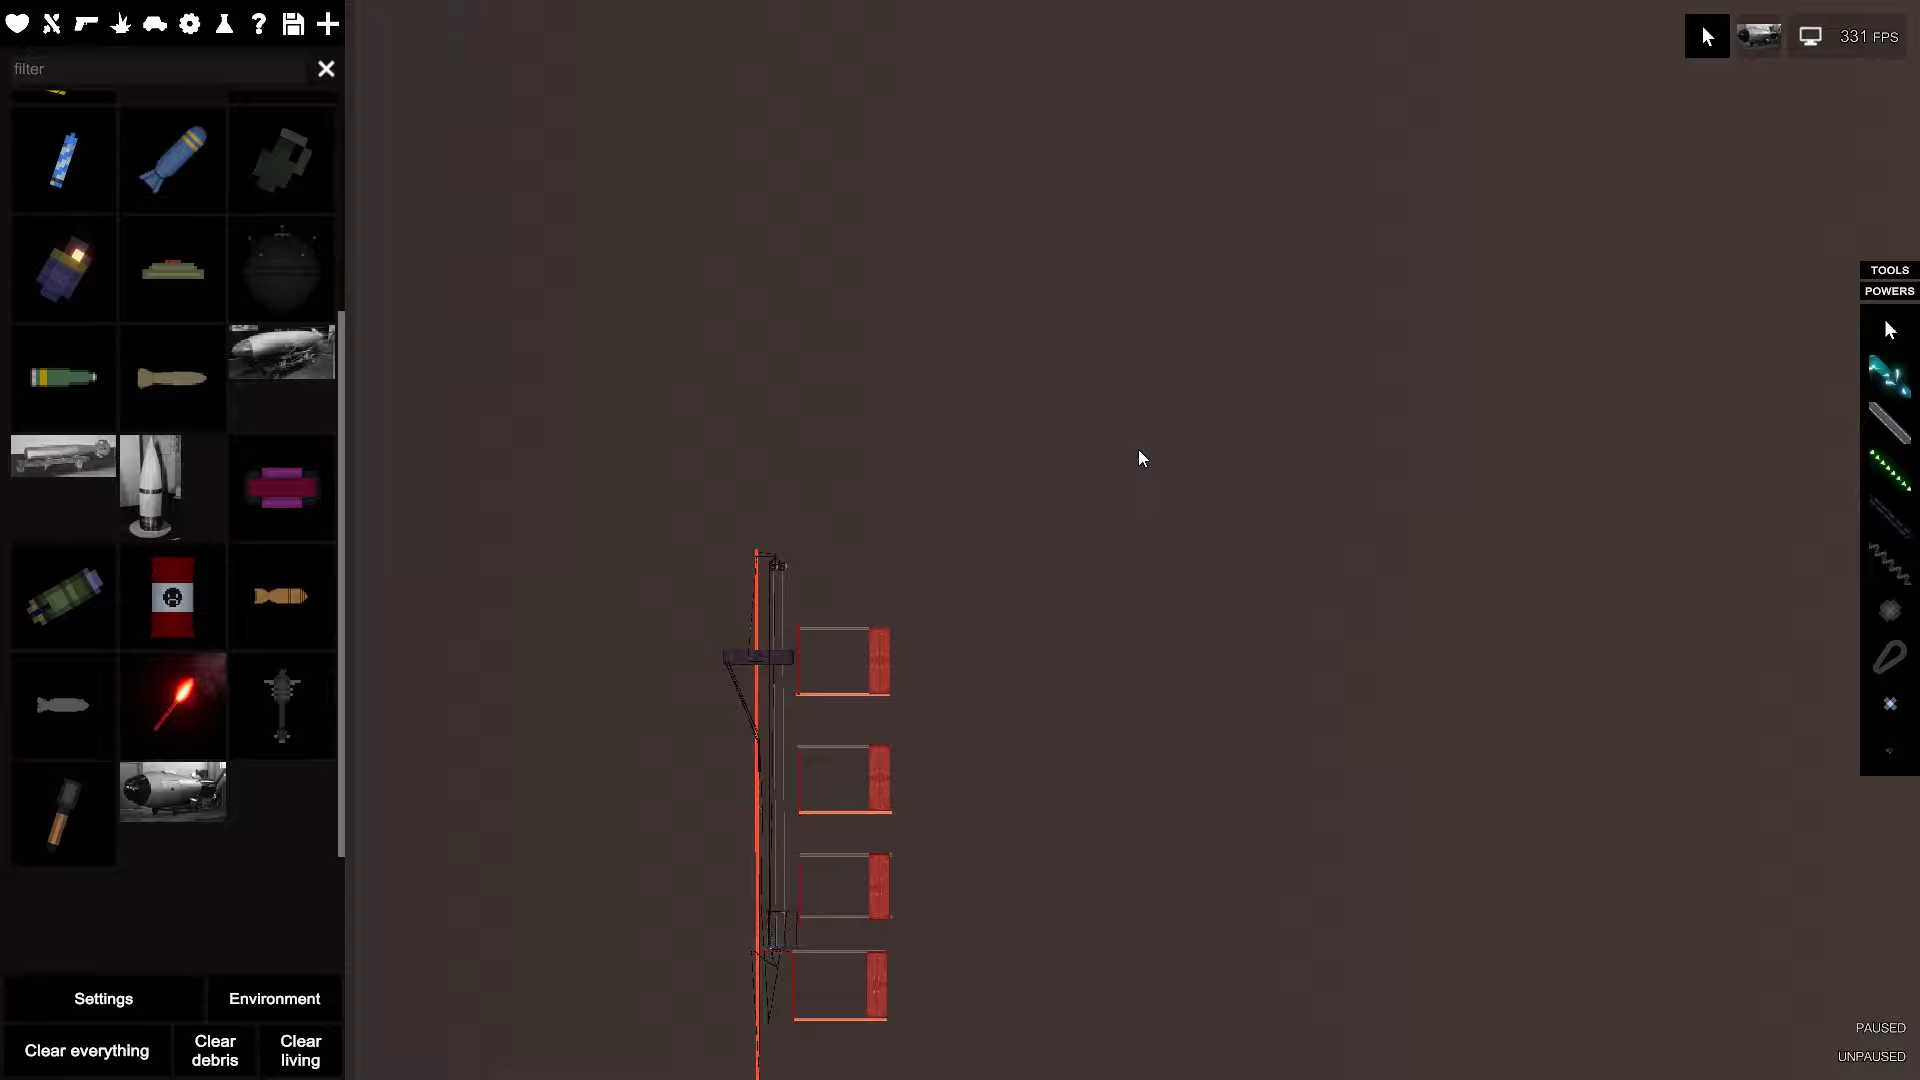 filter
331 FPS
TOOLS
POWERS
Settings
Environment
Clear everything
Clear debris
Clear living
PAUSED
UNPAUSED